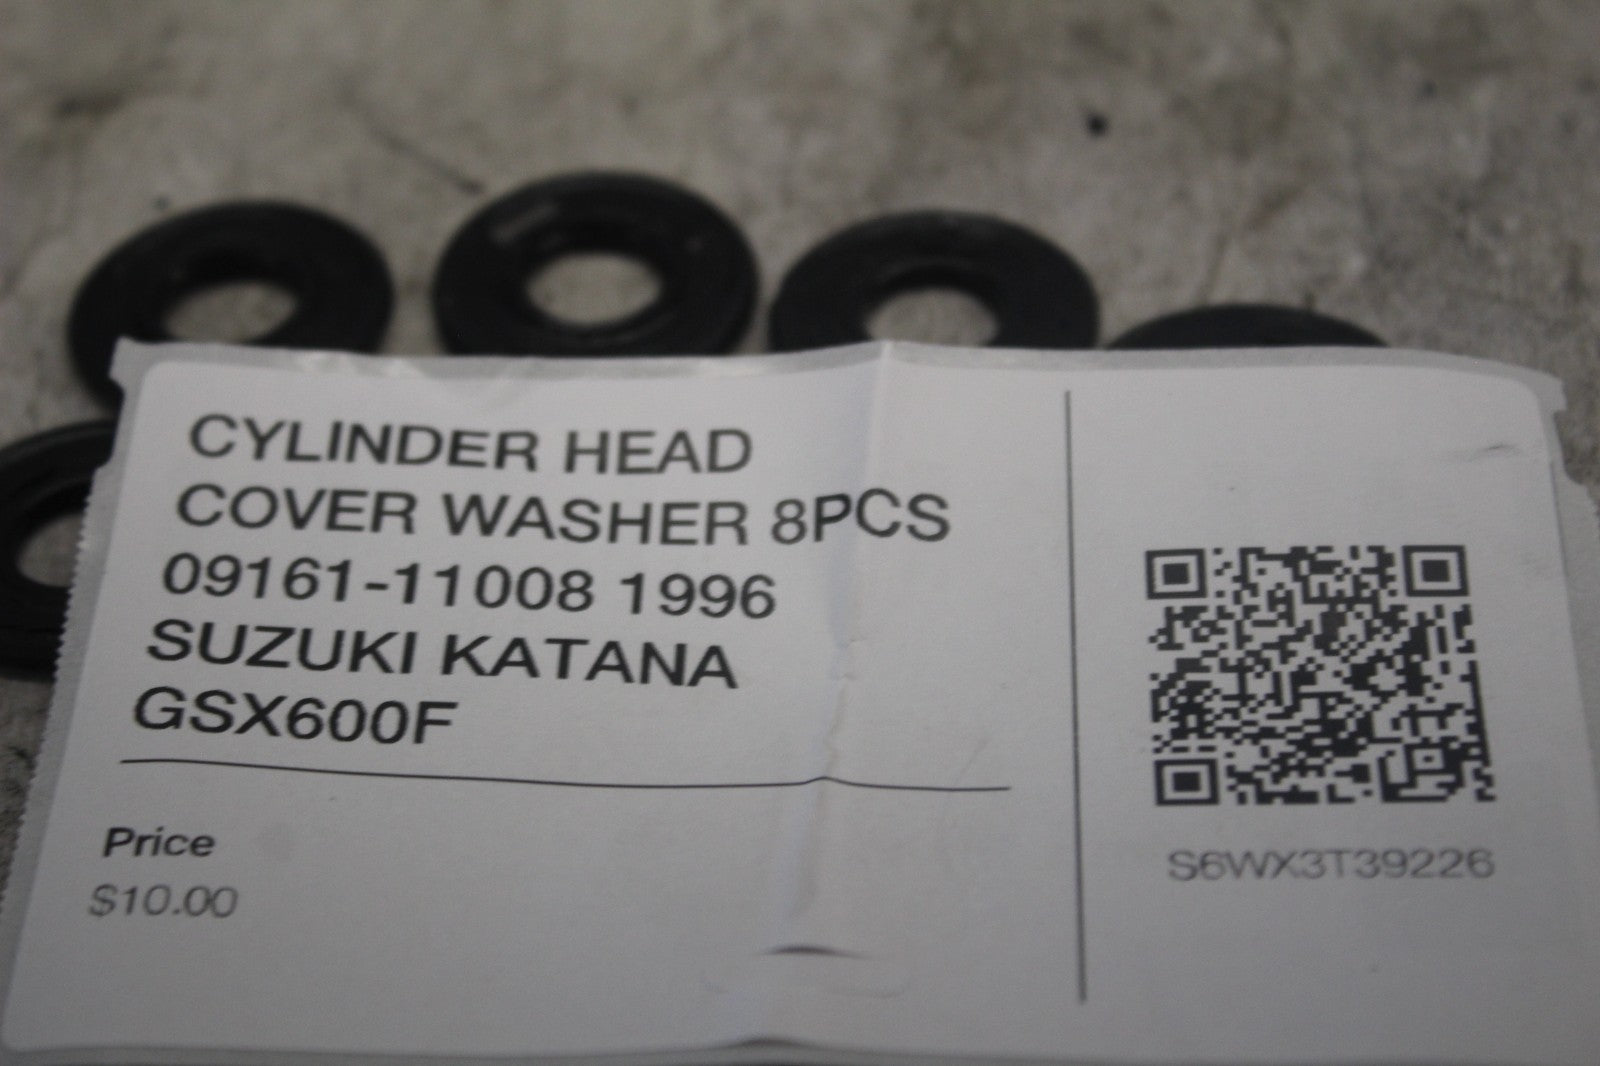 CYLINDER HEAD
COVER WASHER 8PCS
09161-11008 1996
SUZUKI KATANA
GSX600F
Price
$10.00
S6WX3T39226